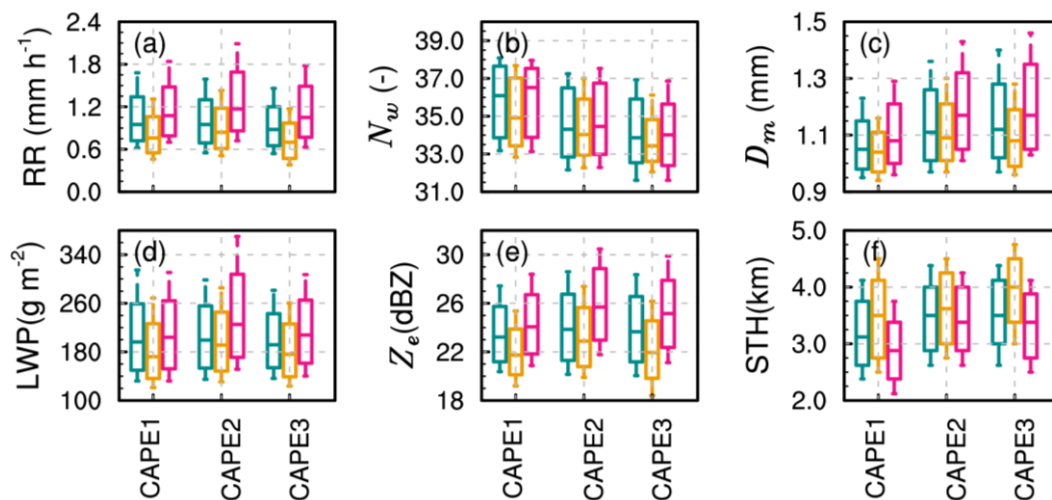 (a)
RR (mm h⁻¹)
2.4
1.8
1.2
0.6
0.0
(b)
N_w (-)
39.0
37.0
35.0
33.0
31.0
(c)
D_m (mm)
1.5
1.3
1.1
0.9
(d)
LWP(g m⁻²)
340
260
180
100
CAPE1
CAPE2
CAPE3
(e)
Z_e(dBZ)
30
26
22
18
CAPE1
CAPE2
CAPE3
(f)
STH(km)
5.0
4.0
3.0
2.0
CAPE1
CAPE2
CAPE3